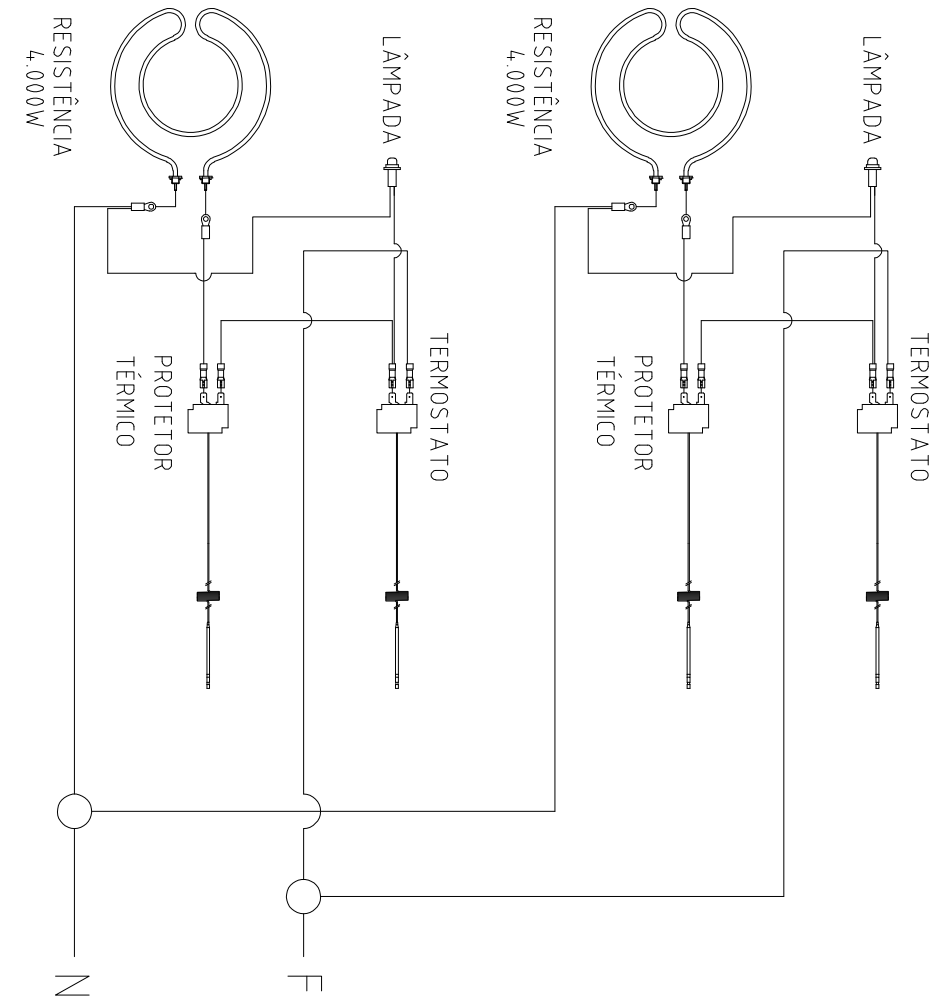 LÂMPADA
TERMOSTATO
RESISTÊNCIA
4.000W
PROTETOR
TÉRMICO
LÂMPADA
TERMOSTATO
RESISTÊNCIA
4.000W
PROTETOR
TÉRMICO
F
N